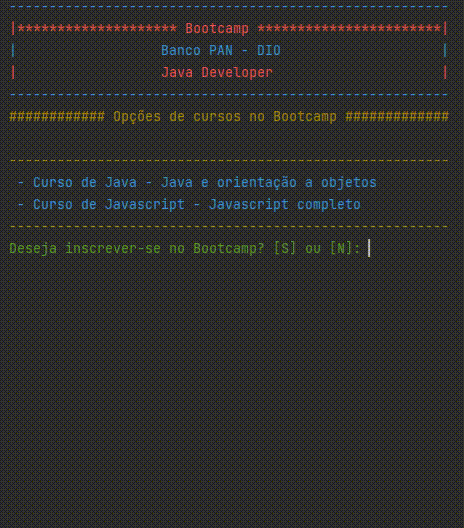 -------------------------------------------------------
|******************** Bootcamp ***********************|
| Banco PAN - DIO |
| Java Developer |
-------------------------------------------------------
############ Opções de cursos no Bootcamp #############
-------------------------------------------------------
- Curso de Java - Java e orientação a objetos
- Curso de Javascript - Javascript completo
-------------------------------------------------------
Deseja inscrever-se no Bootcamp? [S] ou [N]: